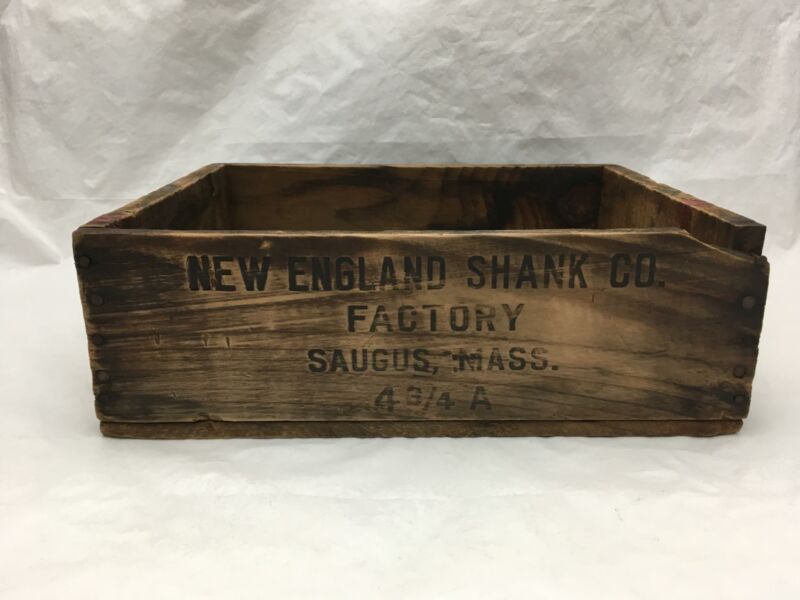 NEW ENGLAND SHANK CO.
FACTORY
SAUGUS, MASS.
4 3/4 A